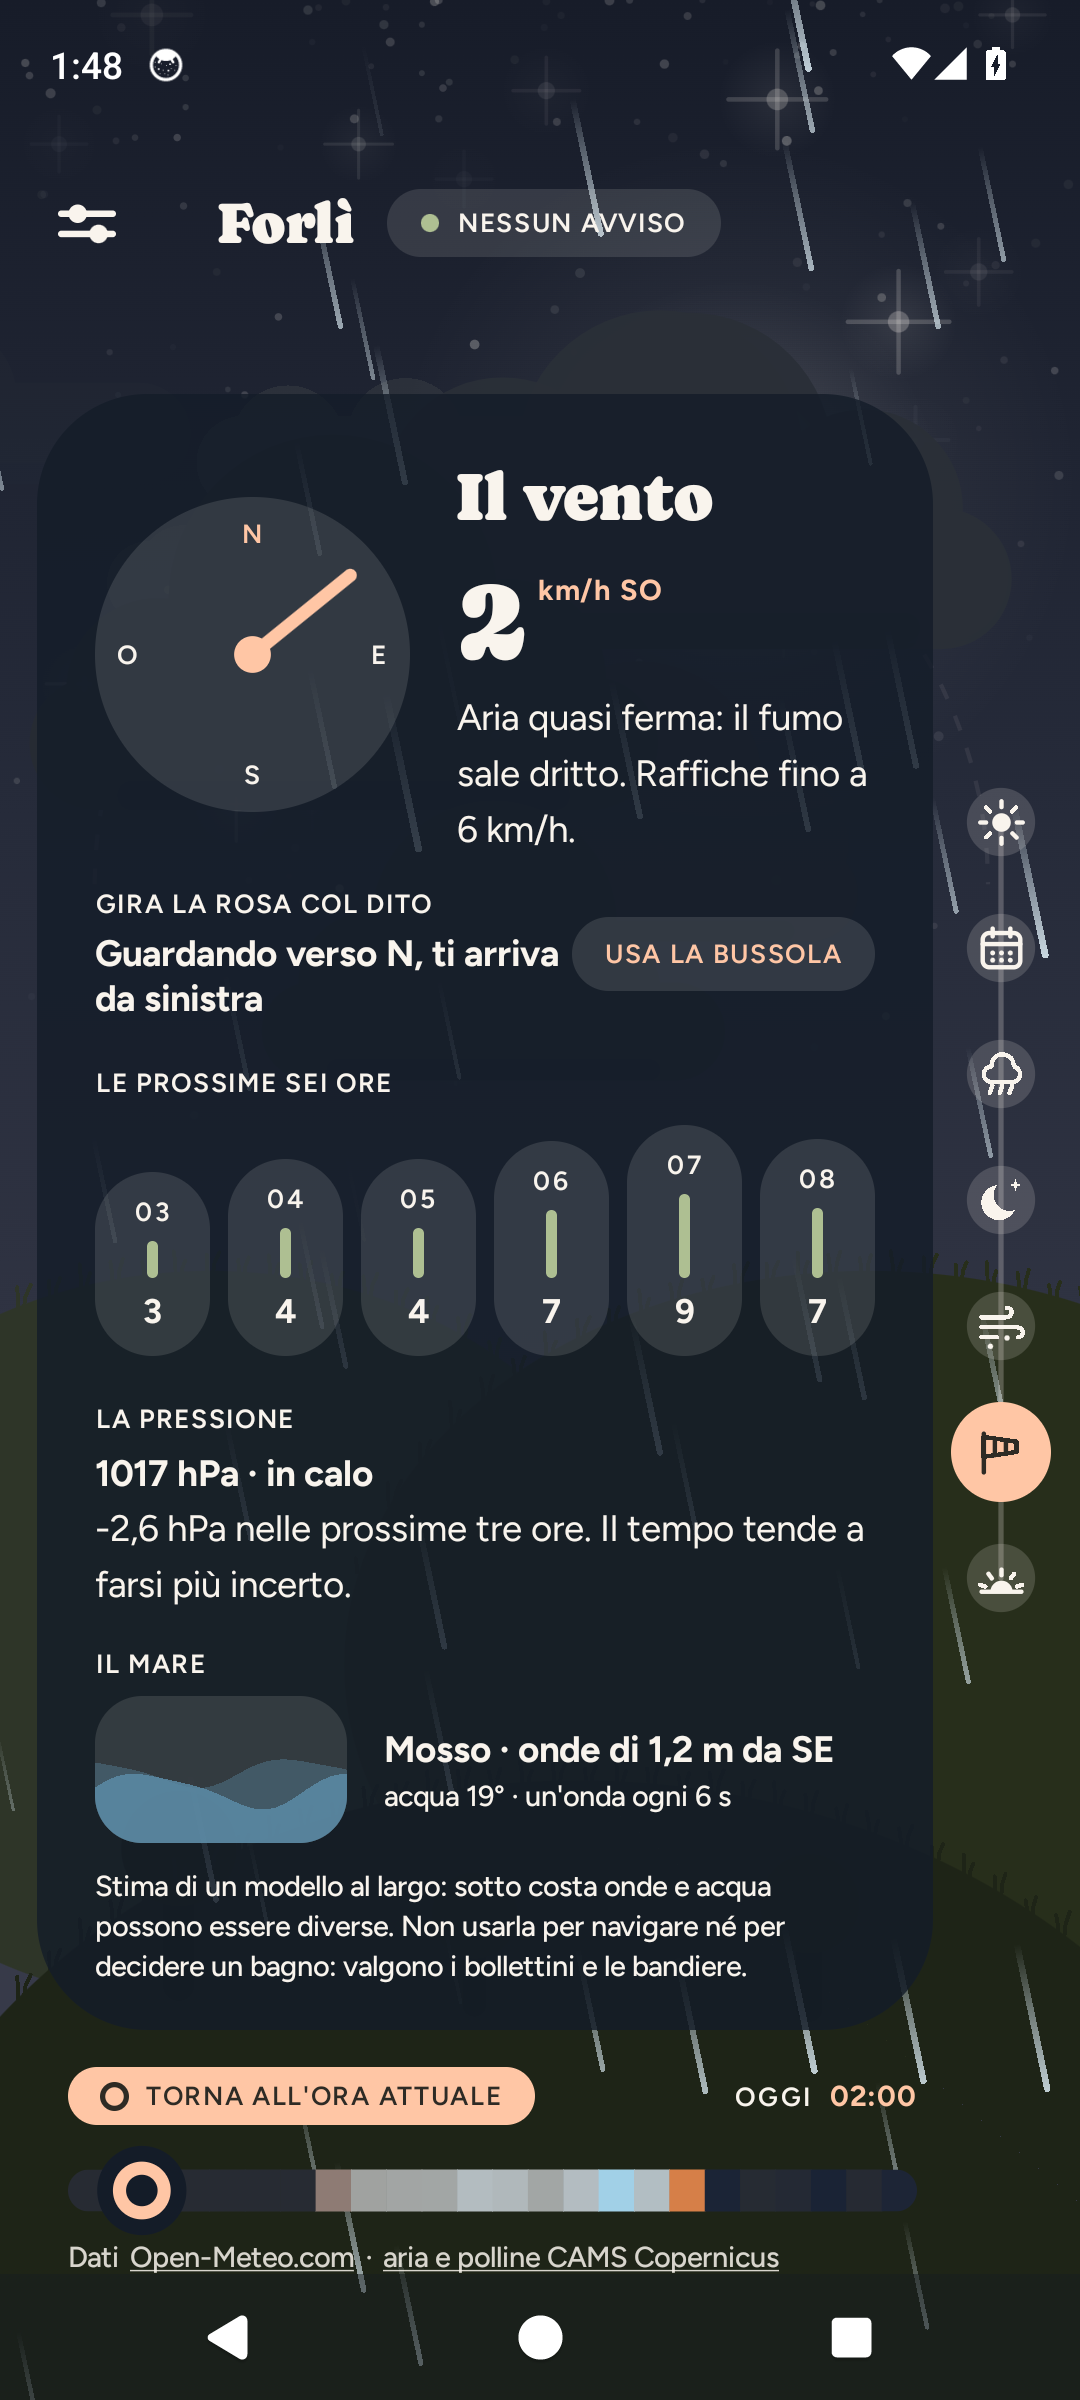 1:48
Forlì
NESSUN AVVISO
Il vento
N
O
E
S
2 km/h SO
Aria quasi ferma: il fumo
sale dritto. Raffiche fino a
6 km/h.
GIRA LA ROSA COL DITO
Guardando verso N, ti arriva
da sinistra
USA LA BUSSOLA
LE PROSSIME SEI ORE
03 04 05 06 07 08
3 4 4 7 9 7
LA PRESSIONE
1017 hPa · in calo
-2,6 hPa nelle prossime tre ore. Il tempo tende a
farsi più incerto.
IL MARE
Mosso · onde di 1,2 m da SE
acqua 19° · un'onda ogni 6 s
Stima di un modello al largo: sotto costa onde e acqua
possono essere diverse. Non usarla per navigare né per
decidere un bagno: valgono i bollettini e le bandiere.
TORNA ALL'ORA ATTUALE
OGGI 02:00
Dati Open-Meteo.com · aria e polline CAMS Copernicus